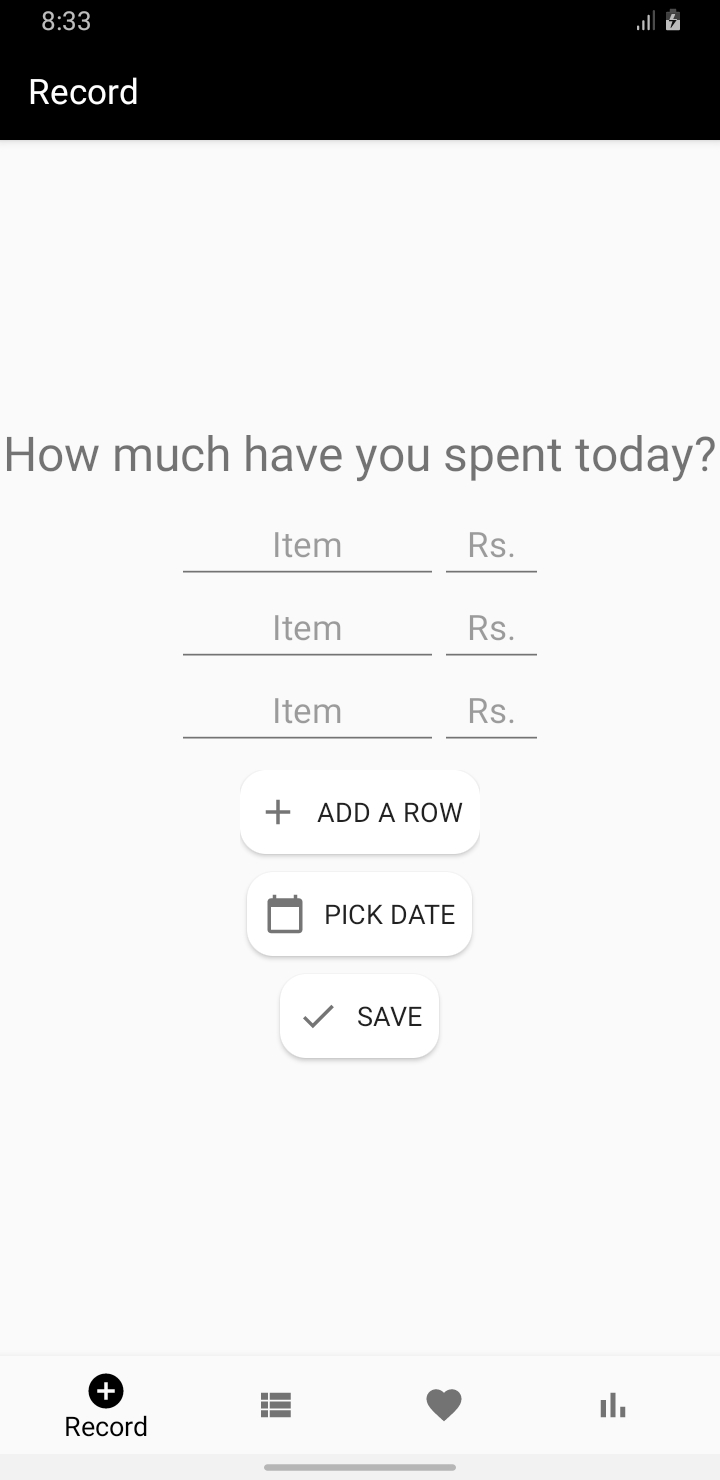 8:33
Record
How much have you spent today?
Item Rs.
Item Rs.
Item Rs.
ADD A ROW
PICK DATE
SAVE
Record